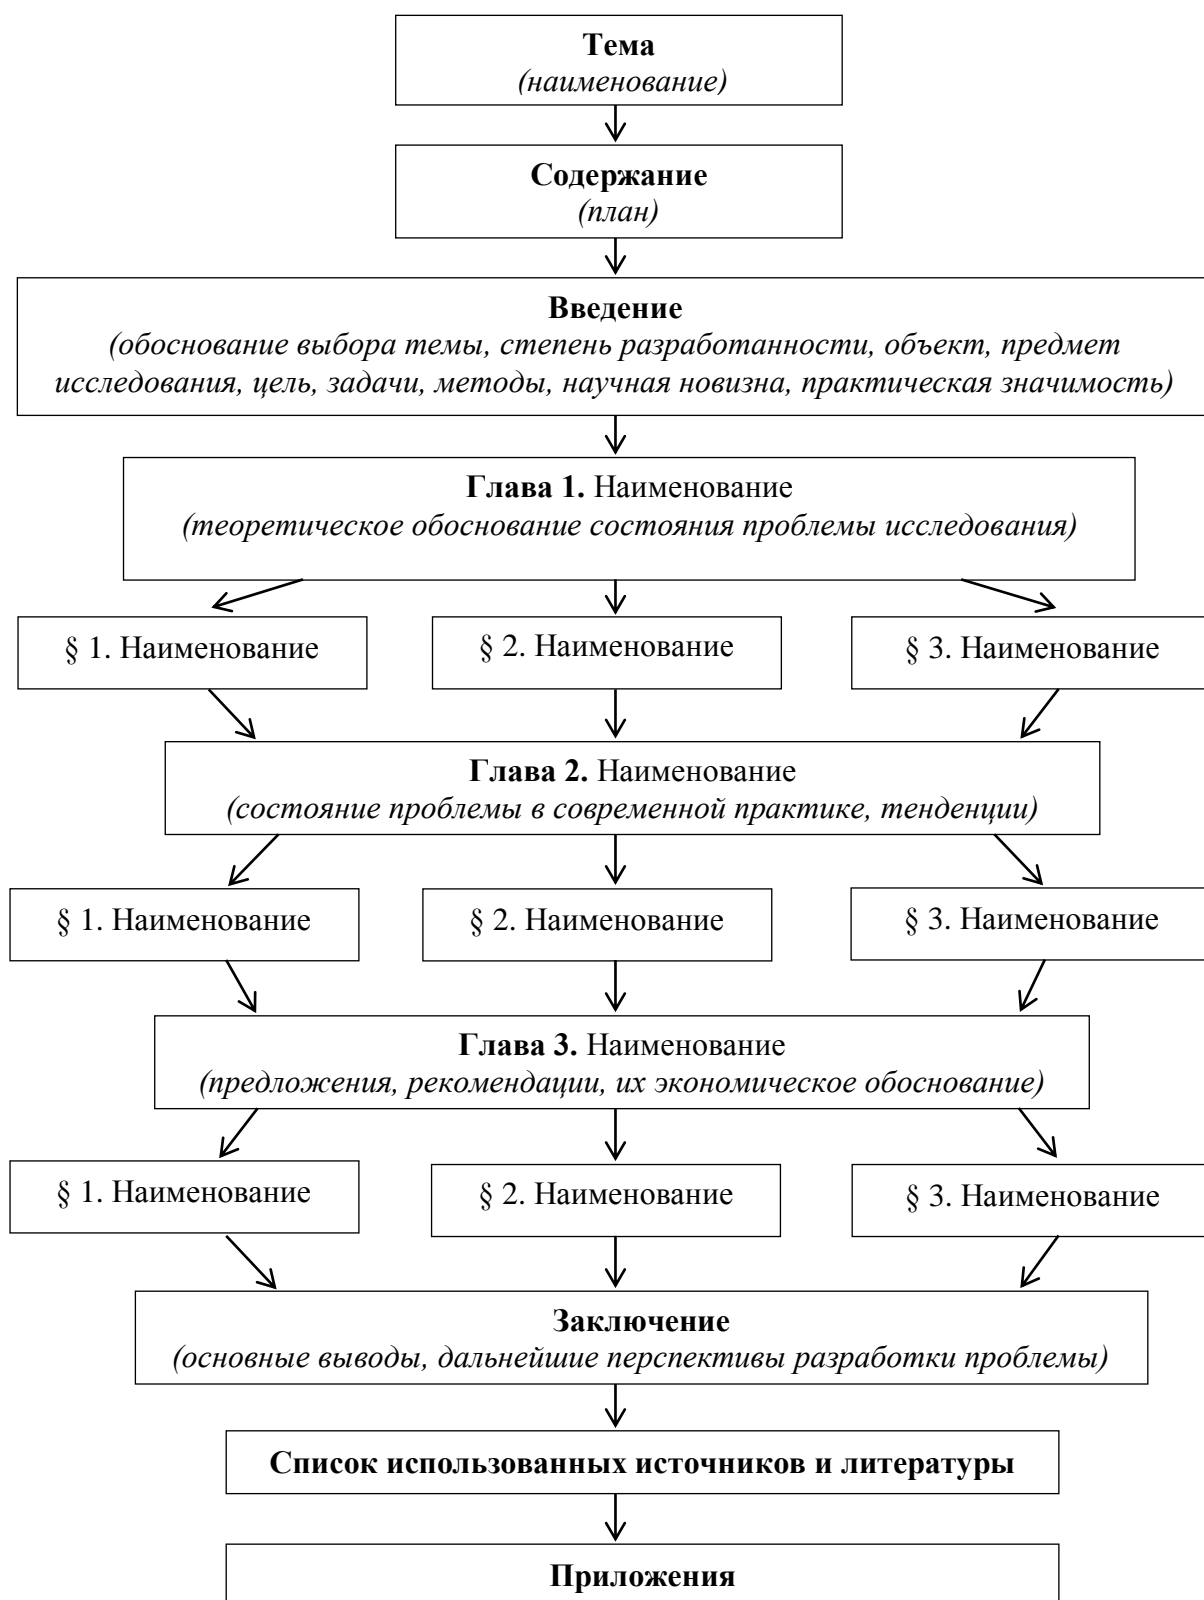 Тема
(наименование)
Содержание
(план)
Введение
(обоснование выбора темы, степень разработанности, объект, предмет
исследования, цель, задачи, методы, научная новизна, практическая значимость)
Глава 1. Наименование
(теоретическое обоснование состояния проблемы исследования)
§ 1. Наименование
§ 2. Наименование
§ 3. Наименование
Глава 2. Наименование
(состояние проблемы в современной практике, тенденции)
§ 1. Наименование
§ 2. Наименование
§ 3. Наименование
Глава 3. Наименование
(предложения, рекомендации, их экономическое обоснование)
§ 1. Наименование
§ 2. Наименование
§ 3. Наименование
Заключение
(основные выводы, дальнейшие перспективы разработки проблемы)
Список использованных источников и литературы
Приложения